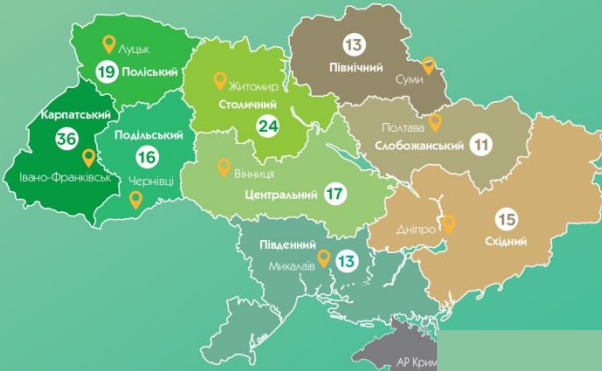 Луцьк
19 Поліський
Карпатський
36
Івано-Франківськ
Подільський
16
Чернівці
Житомир
Столичний
24
Вінниця
Центральний 17
13
Північний
Суми
Полтава
Слобожанський 11
Дніпро
15
Східний
Південний
Микалаїв 13
АР Крим